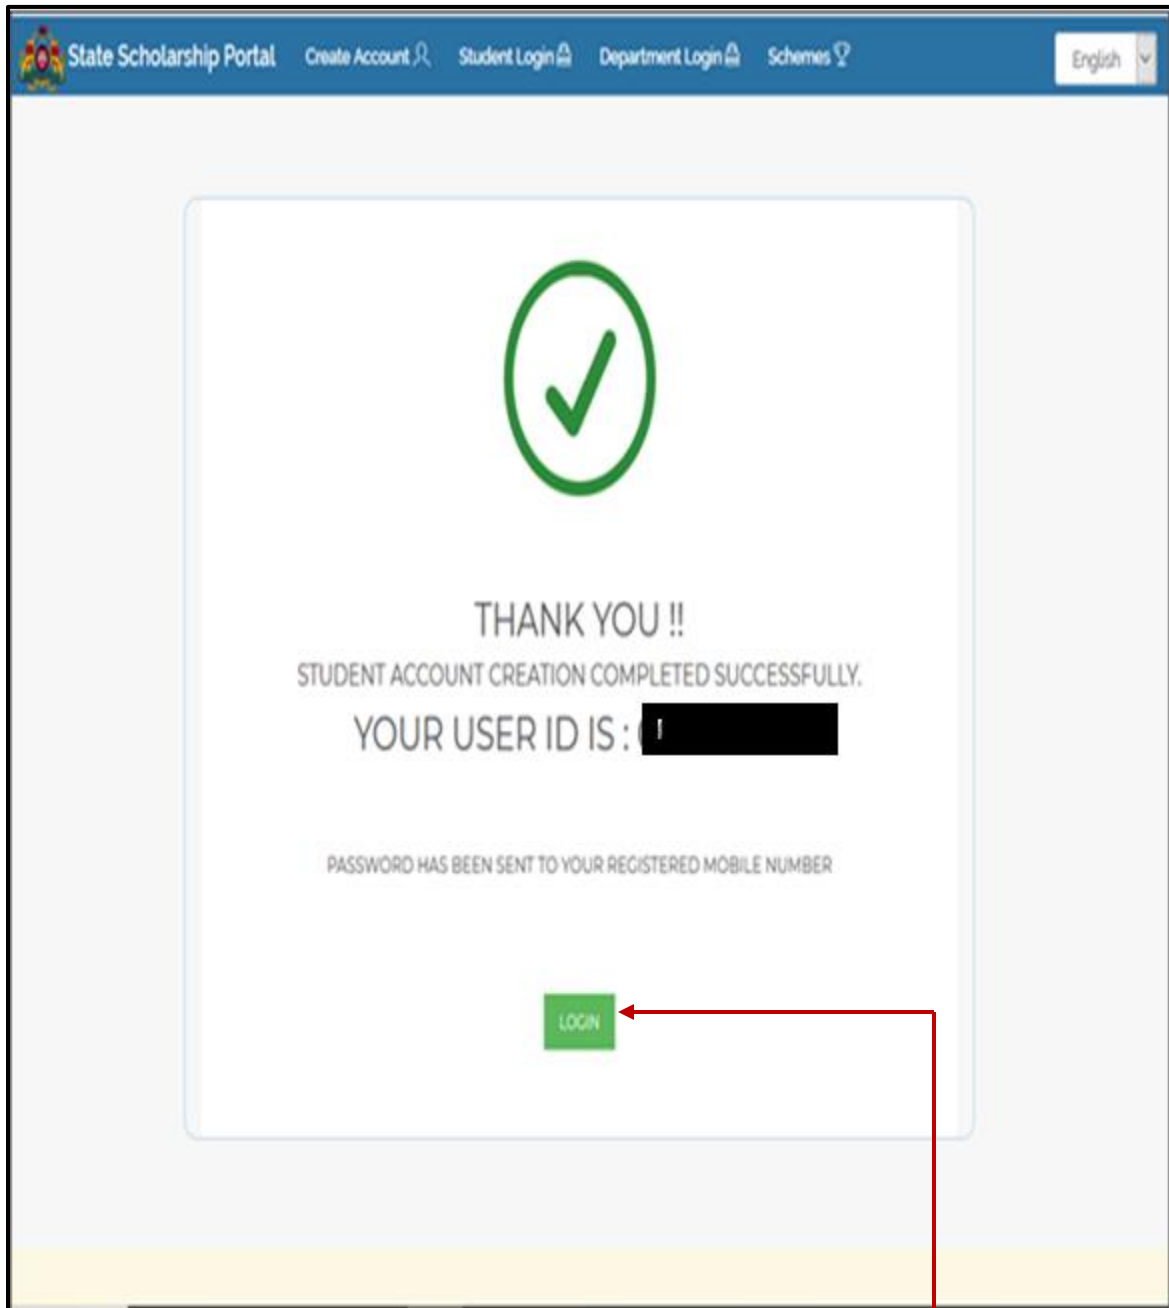 State Scholarship Portal Create Account Student Login Department Login Schemes English
THANK YOU !!
STUDENT ACCOUNT CREATION COMPLETED SUCCESSFULLY.
YOUR USER ID IS :
PASSWORD HAS BEEN SENT TO YOUR REGISTERED MOBILE NUMBER
LOGIN